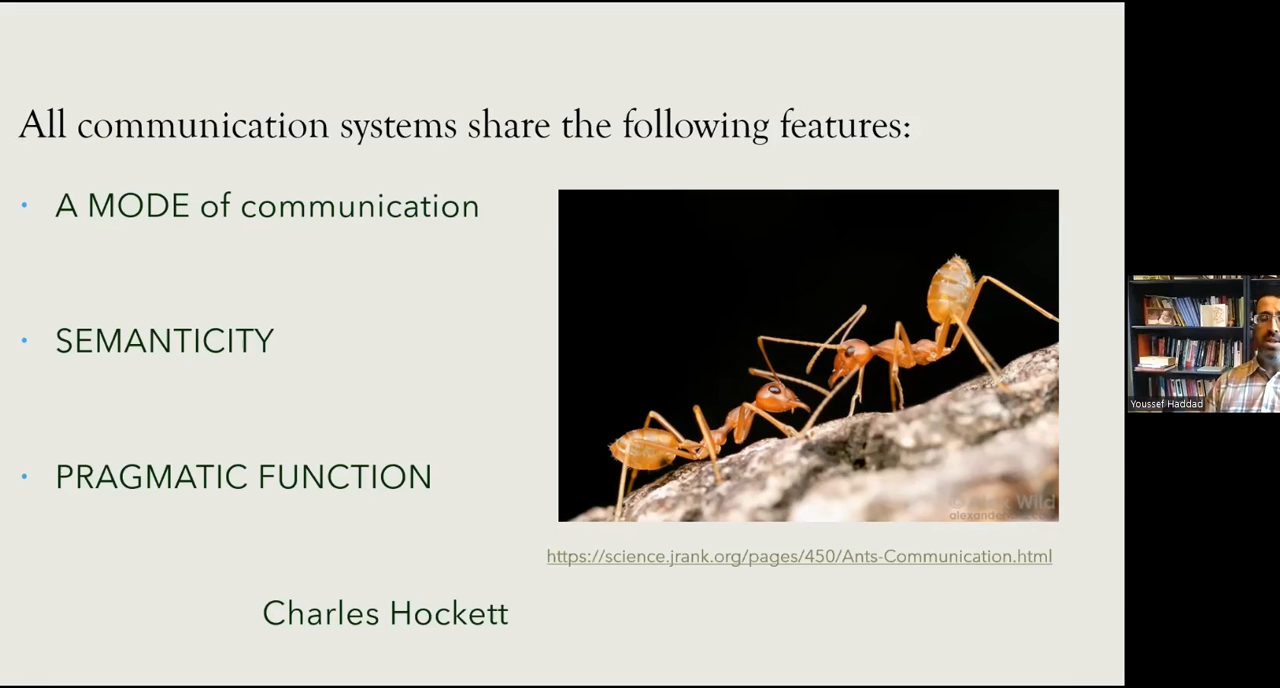 All communication systems share the following features:
• A MODE of communication
• SEMANTICITY
• PRAGMATIC FUNCTION
Wild
https://science.jrank.org/pages/450/Ants-Communication.html
Charles Hockett
Youssef Haddad